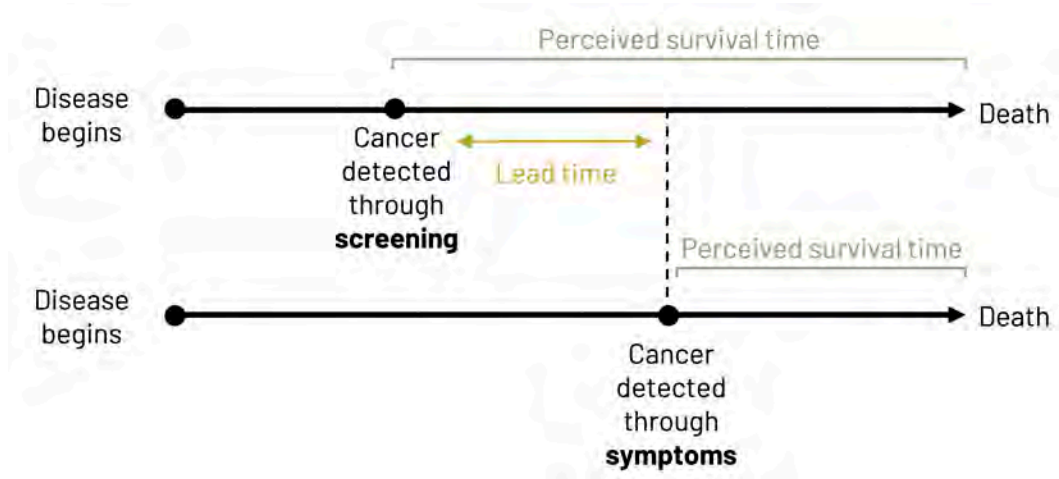 Perceived survival time
Disease
begins
Death
Cancer
detected
through
screening
Lead time
Perceived survival time
Disease
begins
Death
Cancer
detected
through
symptoms